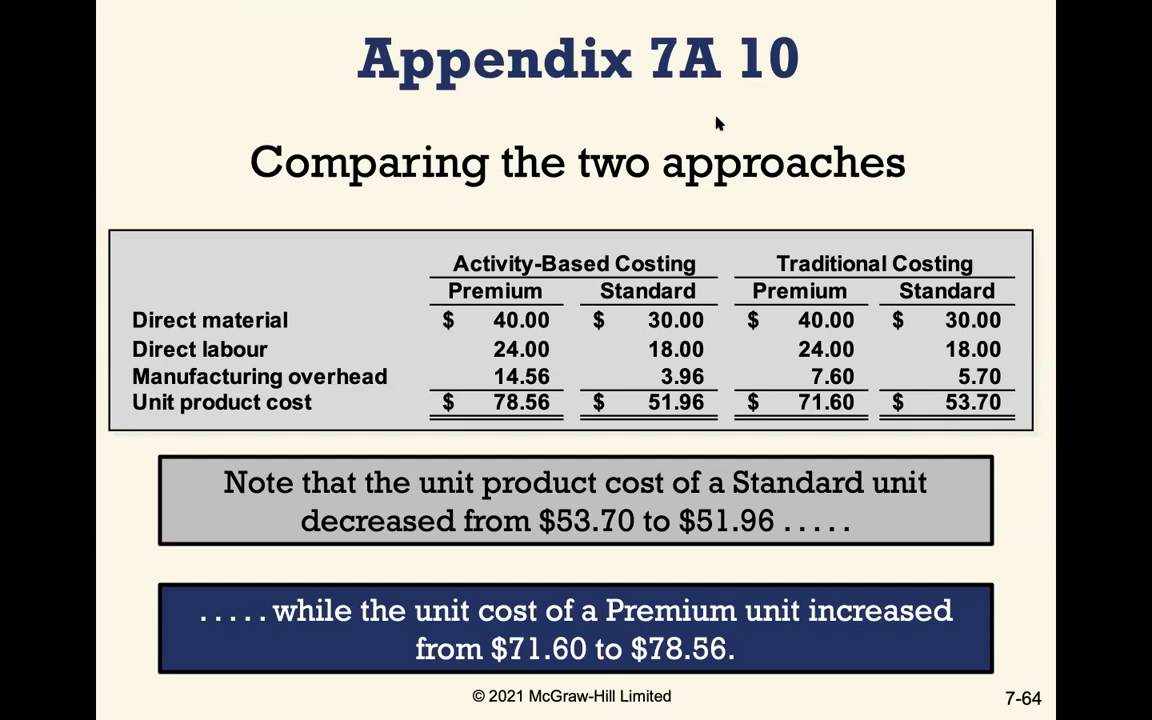 Appendix 7A 10
Comparing the two approaches
Activity-Based Costing Traditional Costing
Premium Standard Premium Standard
Direct material $ 40.00 $ 30.00 $ 40.00 $ 30.00
Direct labour 24.00 18.00 24.00 18.00
Manufacturing overhead 14.56 3.96 7.60 5.70
Unit product cost $ 78.56 $ 51.96 $ 71.60 $ 53.70
Note that the unit product cost of a Standard unit
decreased from $53.70 to $51.96 . . . . .
. . . . . while the unit cost of a Premium unit increased
from $71.60 to $78.56.
© 2021 McGraw-Hill Limited
7-64